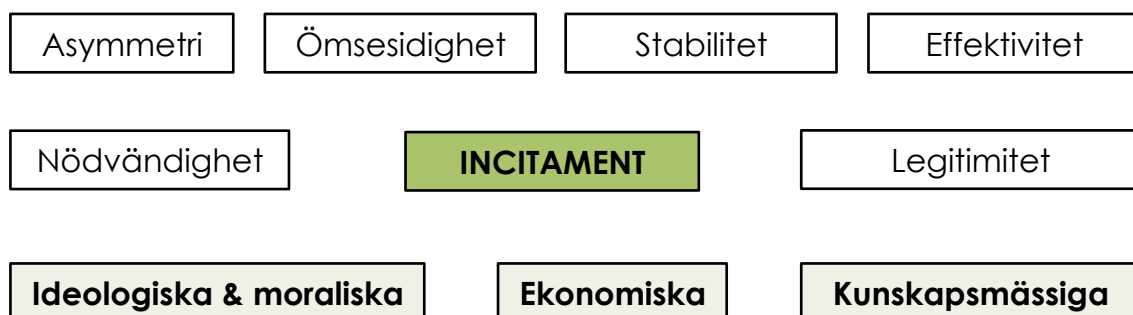 Asymmetri Ömsesidighet Stabilitet Effektivitet
Nödvändighet INCITAMENT Legitimitet
Ideologiska & moraliska Ekonomiska Kunskapsmässiga